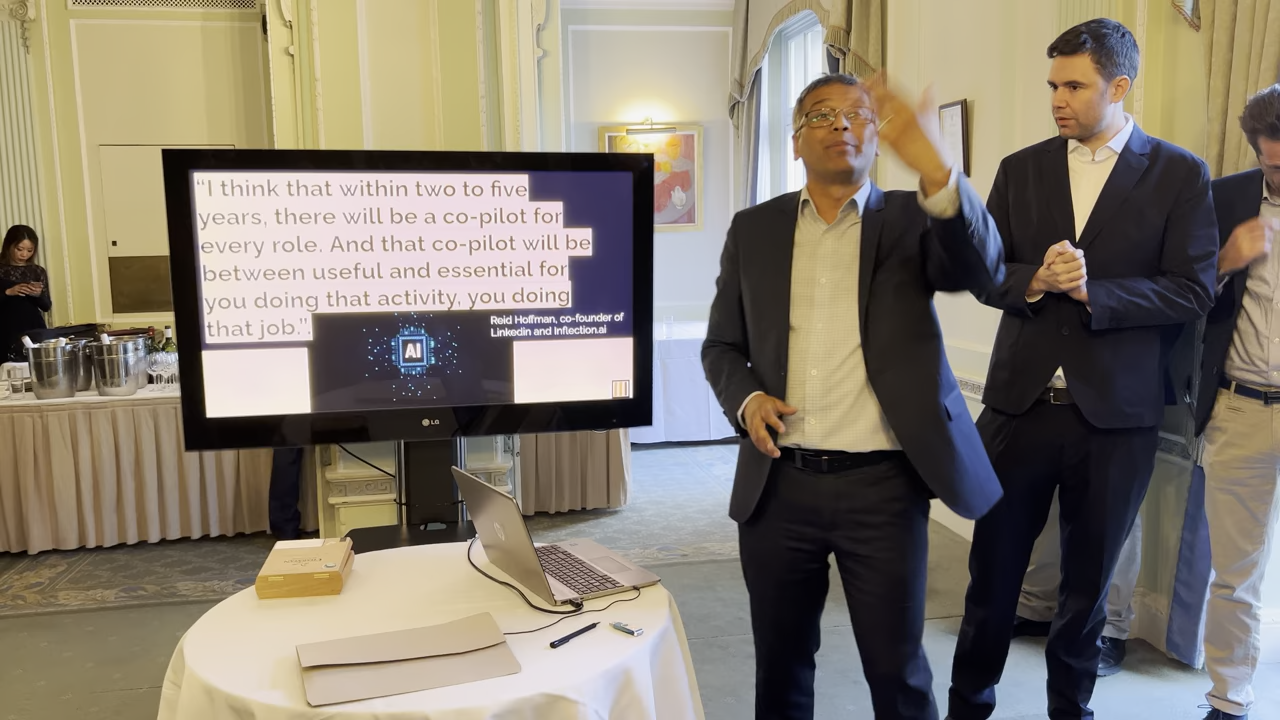 “I think that within two to five
years, there will be a co-pilot for
every role. And that co-pilot will be
between useful and essential for
you doing that activity, you doing
that job.”.
Reid Hoffman, co-founder of
Linkedin and Inflection.ai
AI
LG